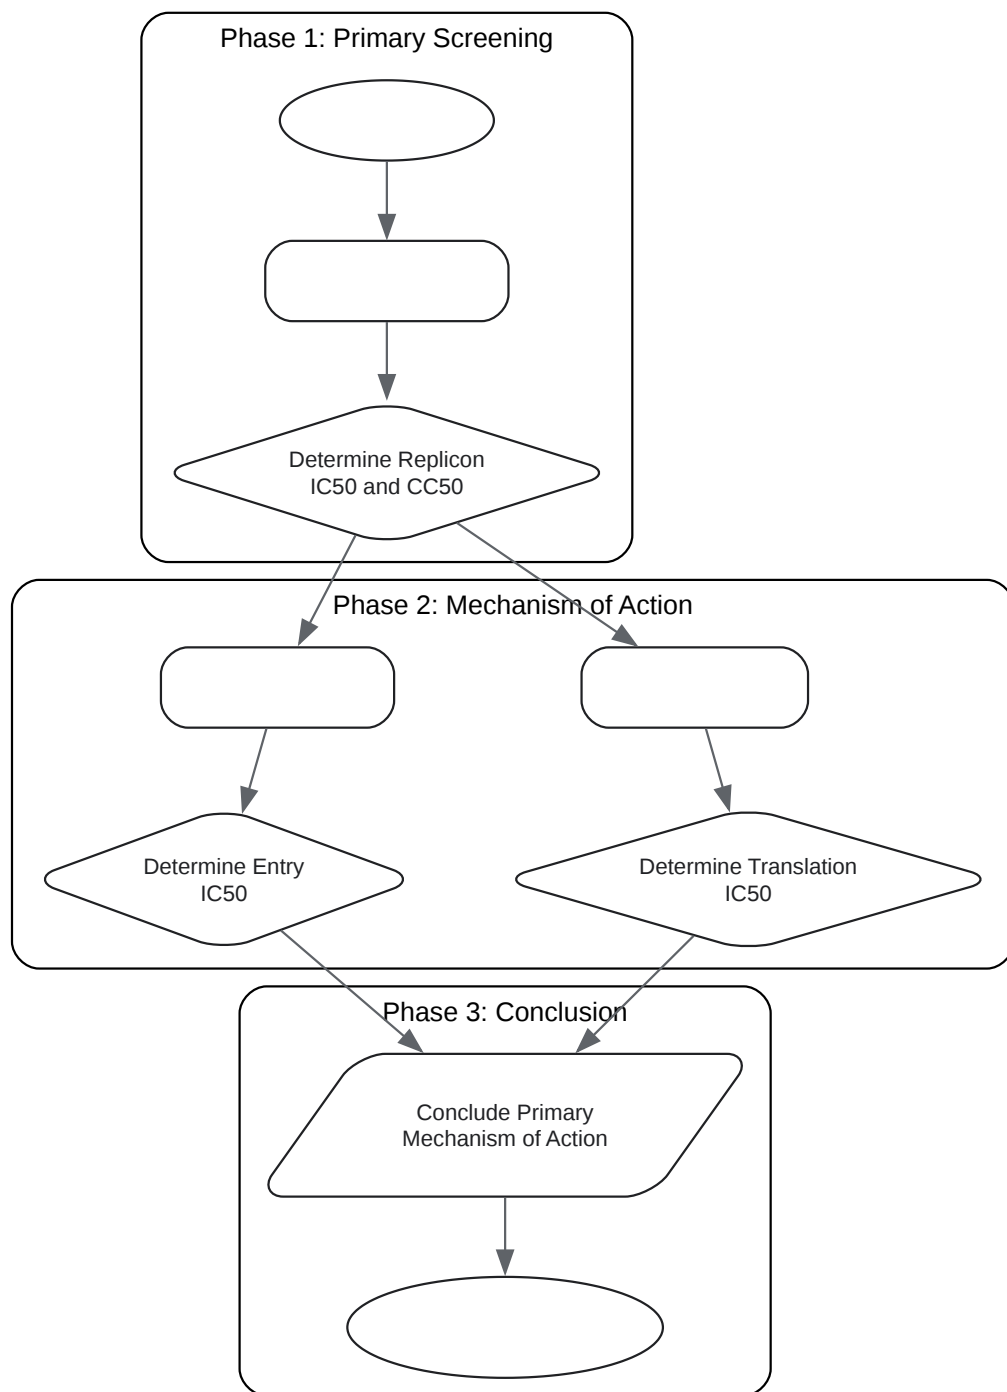 Phase 1: Primary Screening
Determine Replicon
IC50 and CC50
Phase 2: Mechanism of Action
Determine Entry
IC50
Determine Translation
IC50
Phase 3: Conclusion
Conclude Primary
Mechanism of Action